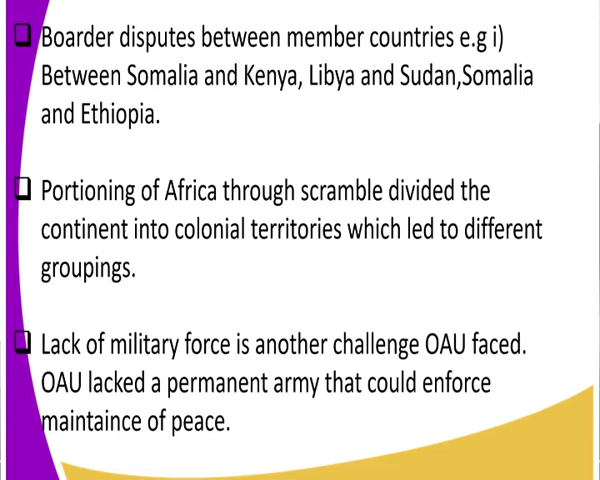 Boarder disputes between member countries e.g i)
Between Somalia and Kenya, Libya and Sudan,Somalia
and Ethiopia.
Portioning of Africa through scramble divided the
continent into colonial territories which led to different
groupings.
Lack of military force is another challenge OAU faced.
OAU lacked a permanent army that could enforce
maintaince of peace.